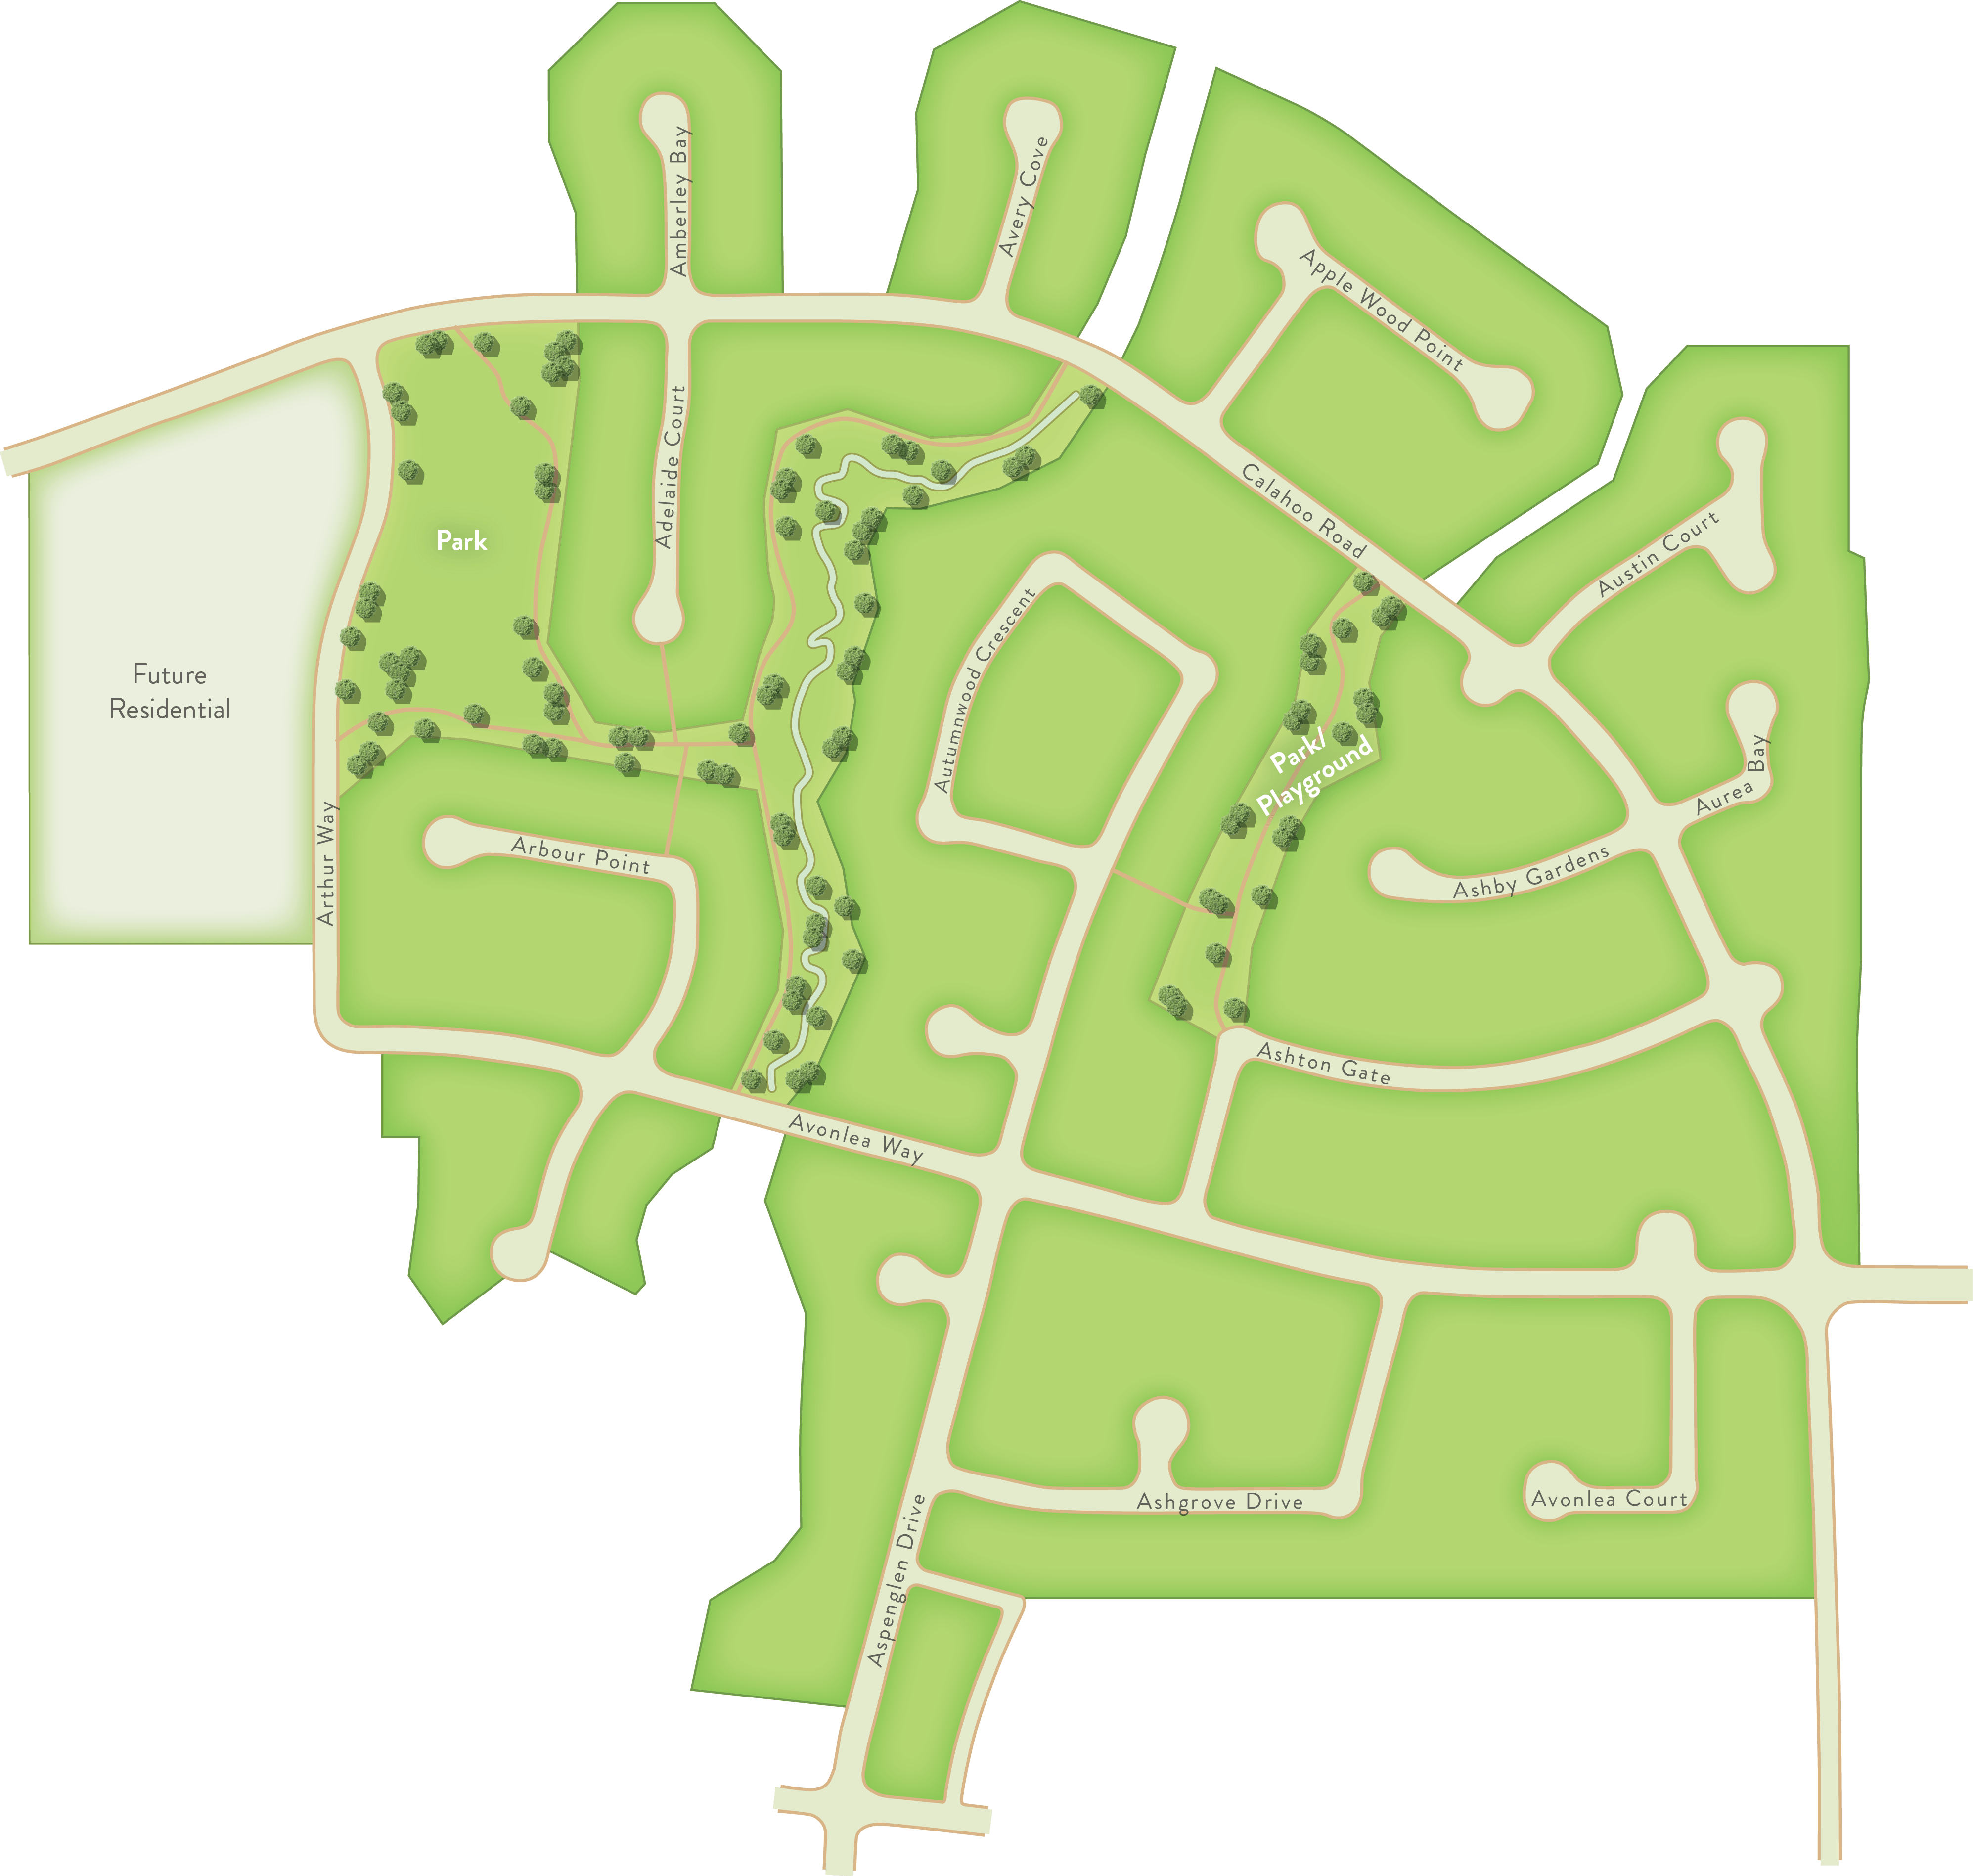 Amberley Bay
Avery Cove
Apple Wood Point
Adelaide Court
Calahoo Road
Austin Court
Park
Autumnwood Crescent
Future
Residential
Park/
Playground
Aurea
Bay
Arthur Way
Arbour Point
Ashby Gardens
Ashton Gate
Avonlea Way
Ashgrove Drive
Avonlea Court
Aspenglen Drive